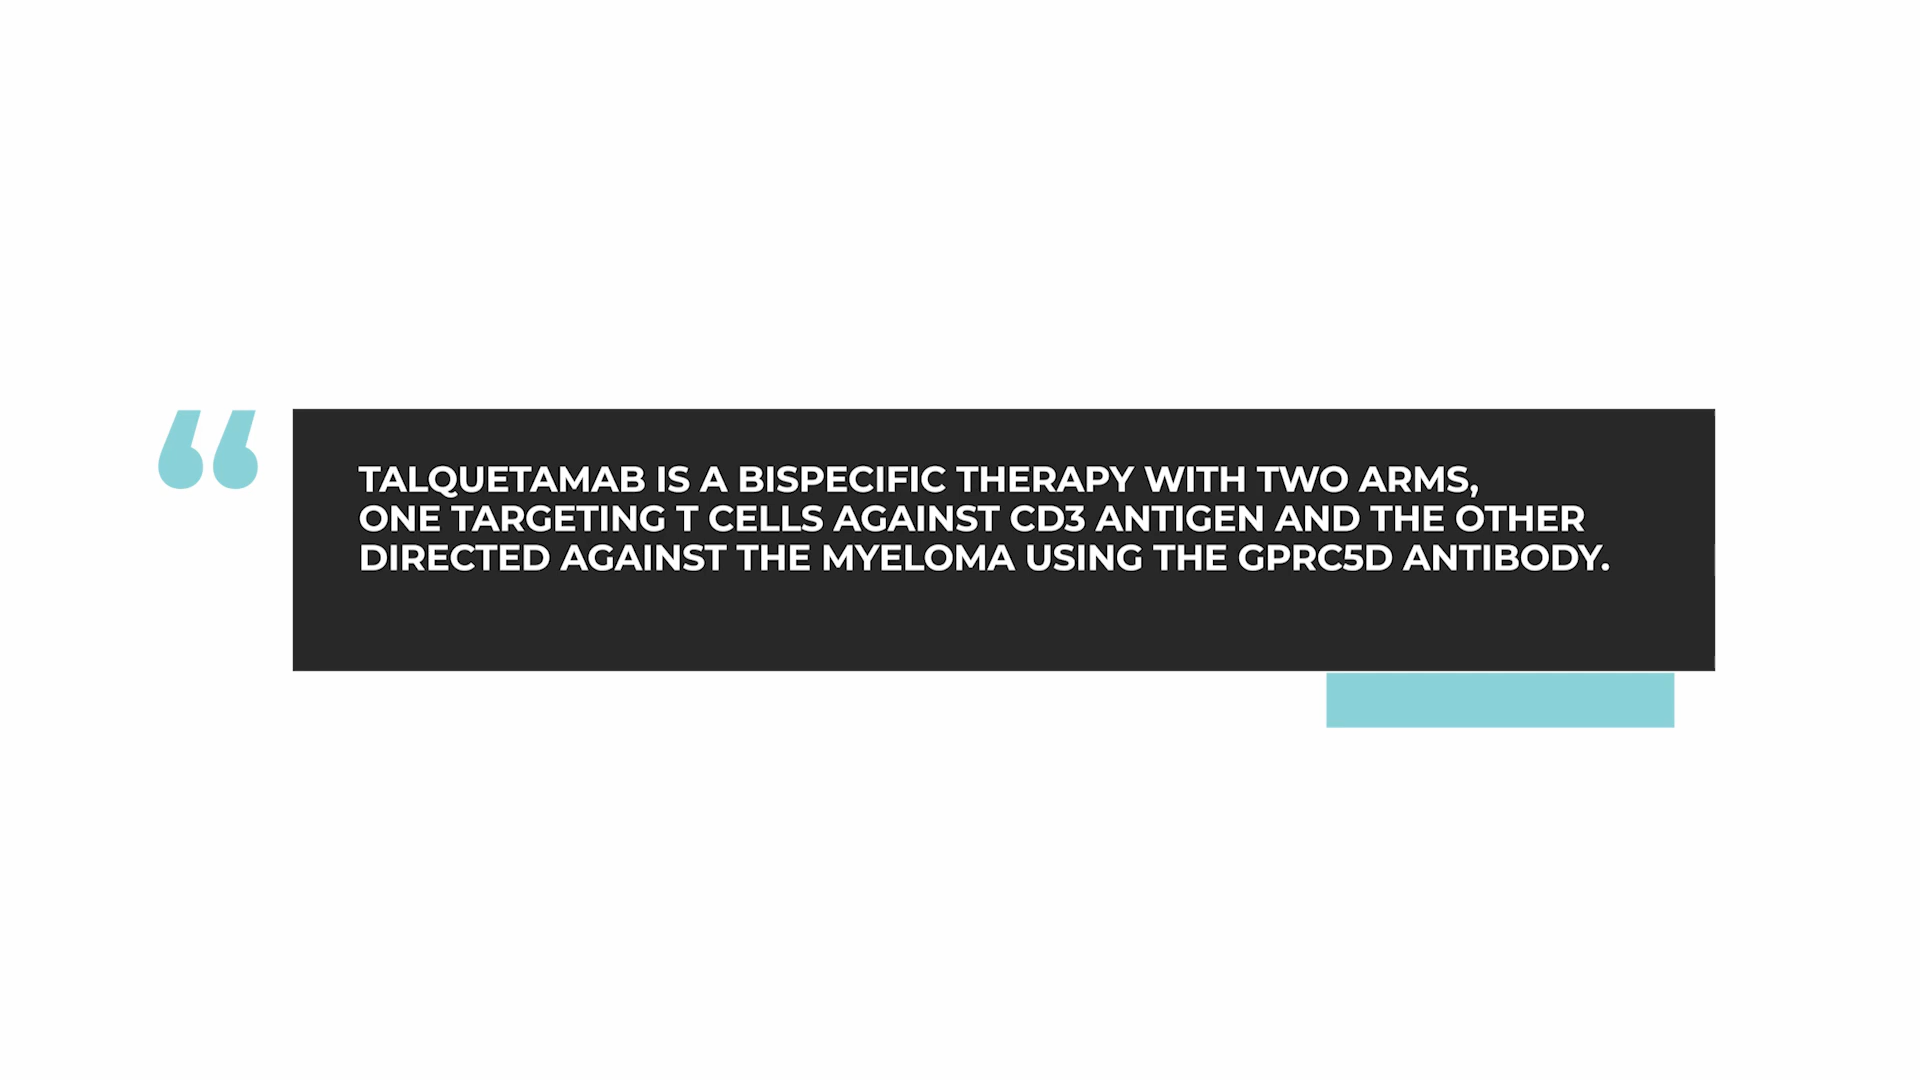 “
TALQUETAMAB IS A BISPECIFIC THERAPY WITH TWO ARMS,
ONE TARGETING T CELLS AGAINST CD3 ANTIGEN AND THE OTHER
DIRECTED AGAINST THE MYELOMA USING THE GPRC5D ANTIBODY.